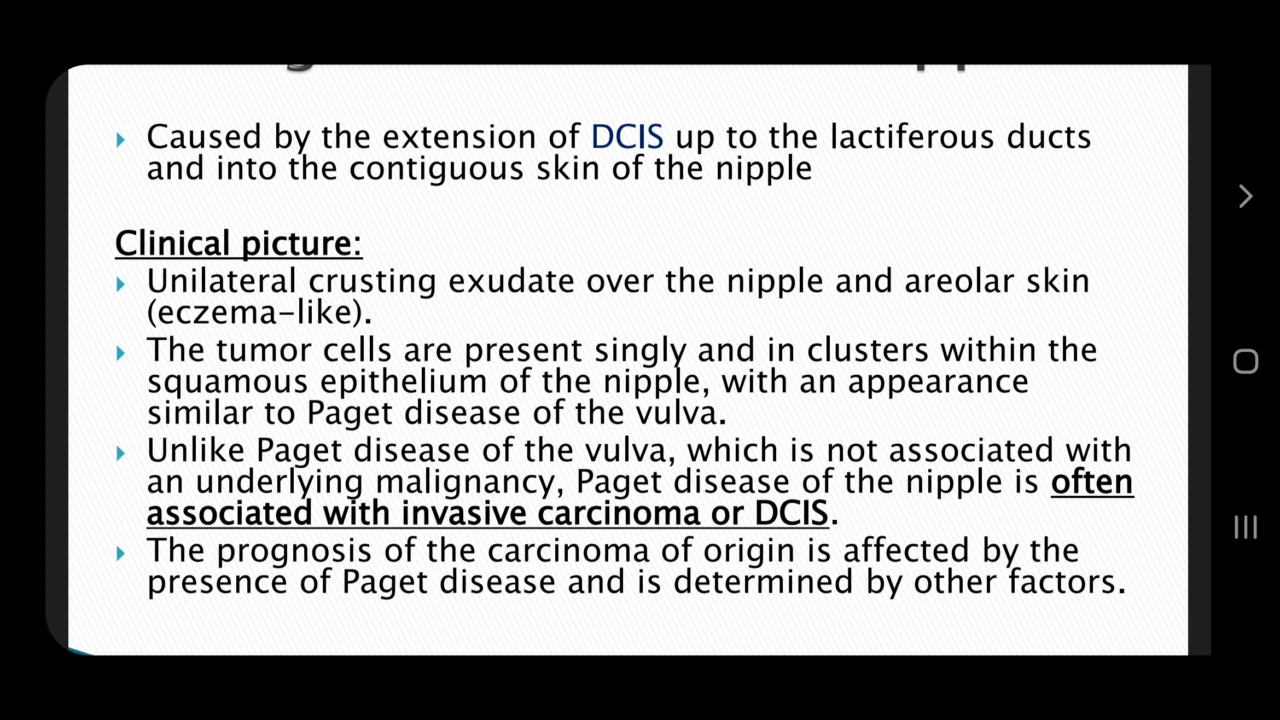 Caused by the extension of DCIS up to the lactiferous ducts
and into the contiguous skin of the nipple
Clinical picture:
Unilateral crusting exudate over the nipple and areolar skin
(eczema-like).
The tumor cells are present singly and in clusters within the
squamous epithelium of the nipple, with an appearance
similar to Paget disease of the vulva.
Unlike Paget disease of the vulva, which is not associated with
an underlying malignancy, Paget disease of the nipple is often
associated with invasive carcinoma or DCIS.
The prognosis of the carcinoma of origin is affected by the
presence of Paget disease and is determined by other factors.